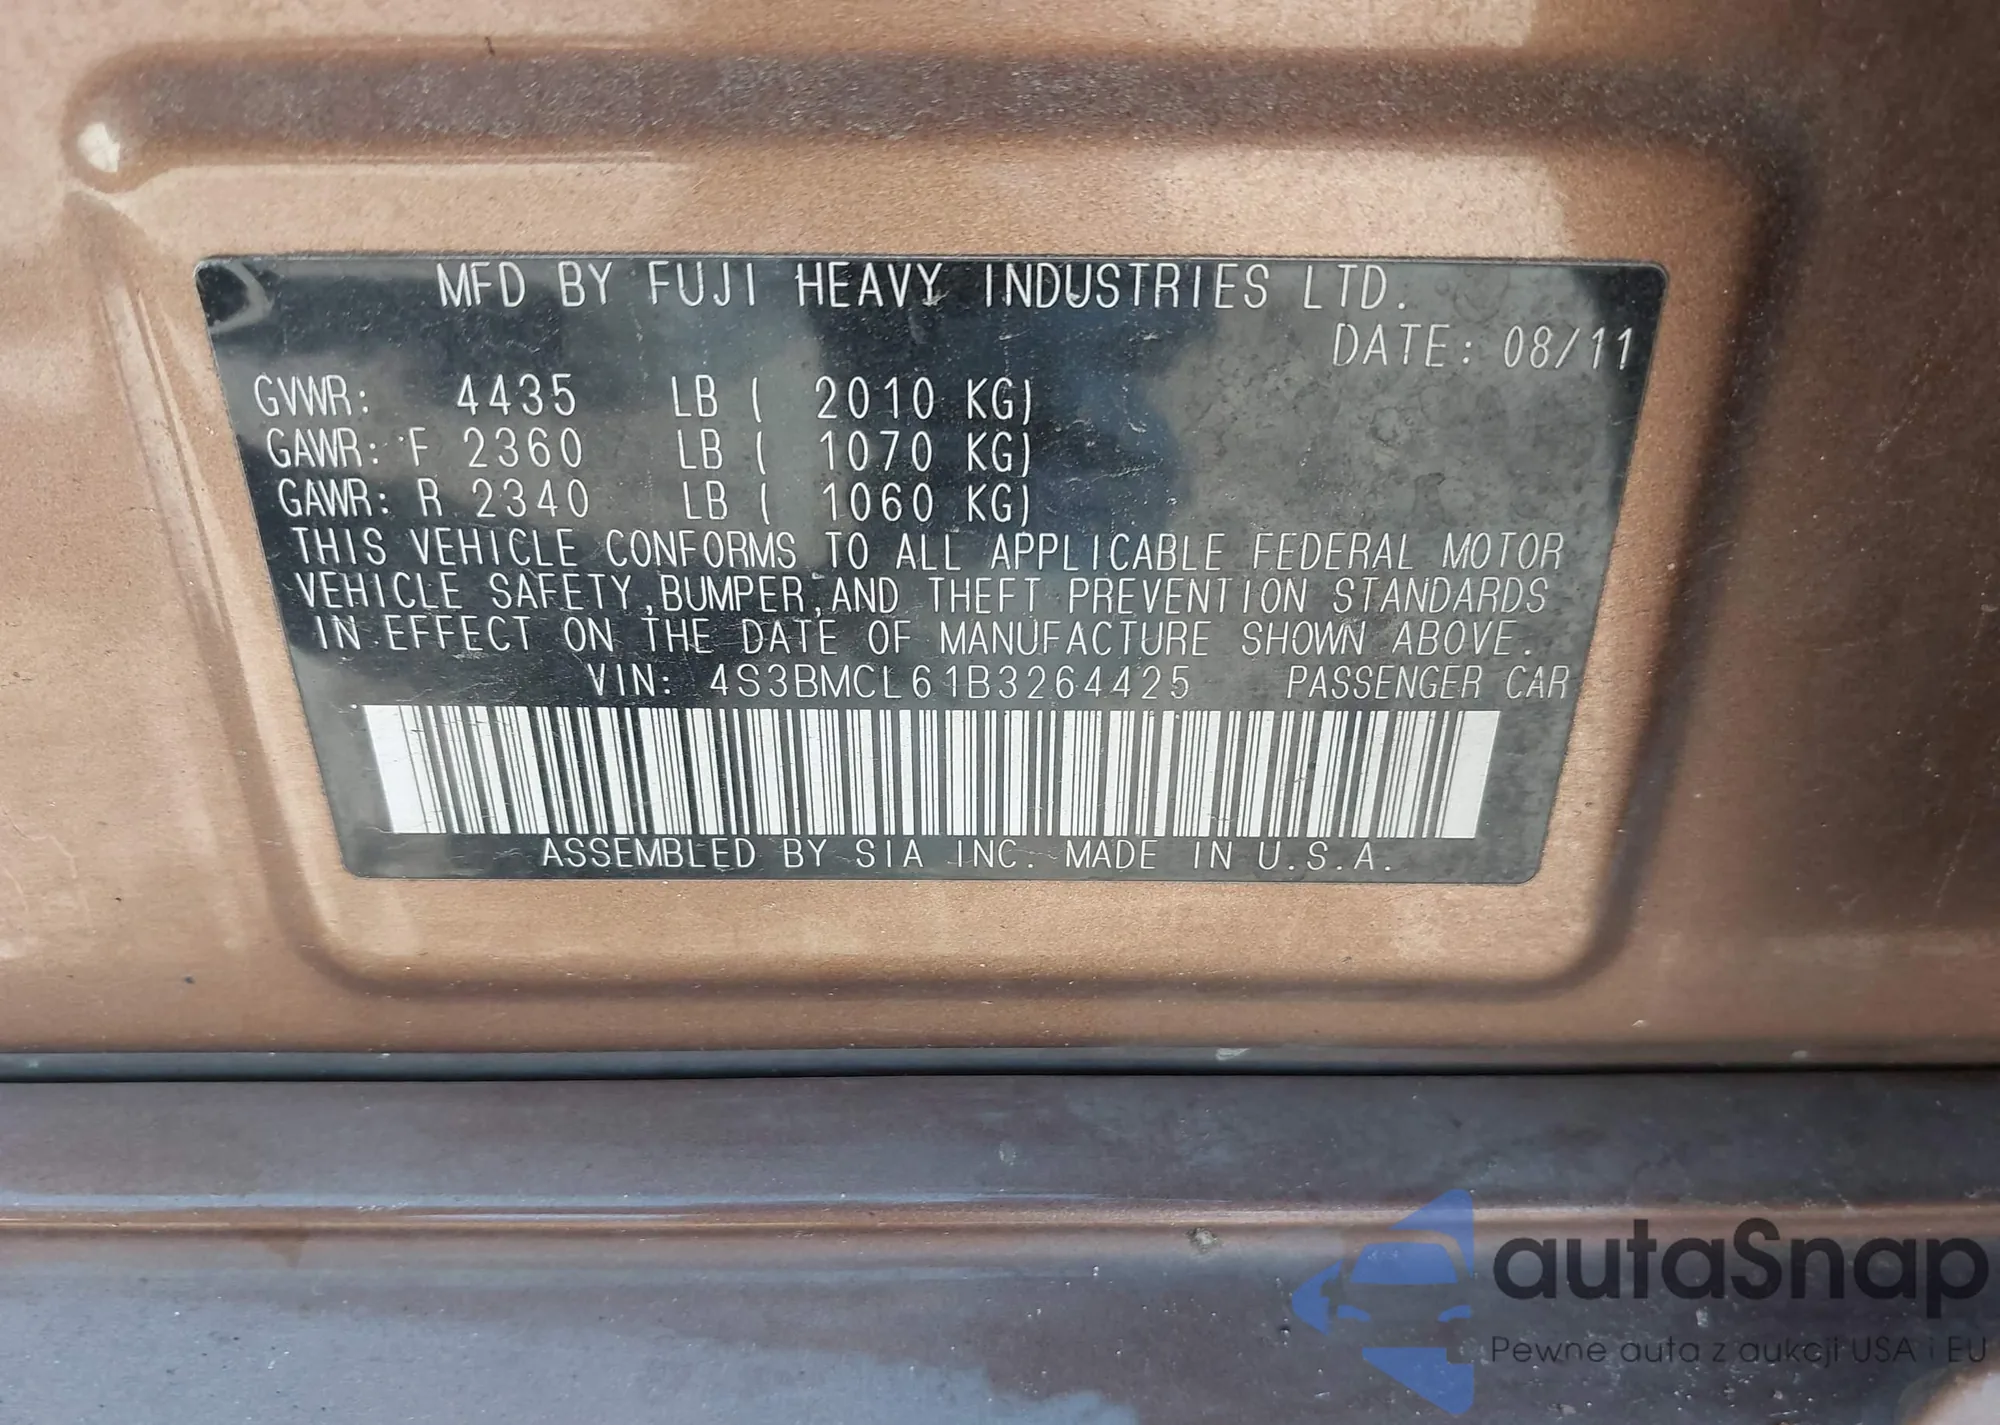 MFD BY FUJI HEAVY INDUSTRIES LTD.
DATE: 08/11
GVWR: 4435 LB ( 2010 KG)
GAWR: F 2360 LB ( 1070 KG)
GAWR: R 2340 LB ( 1060 KG)
THIS VEHICLE CONFORMS TO ALL APPLICABLE FEDERAL MOTOR
VEHICLE SAFETY,BUMPER,AND THEFT PREVENTION STANDARDS
IN EFFECT ON THE DATE OF MANUFACTURE SHOWN ABOVE.
VIN: 4S3BMCL61B3264425 PASSENGER CAR
ASSEMBLED BY SIA INC. MADE IN U.S.A.
autaSnap
Pewne auta z aukcji USA i EU